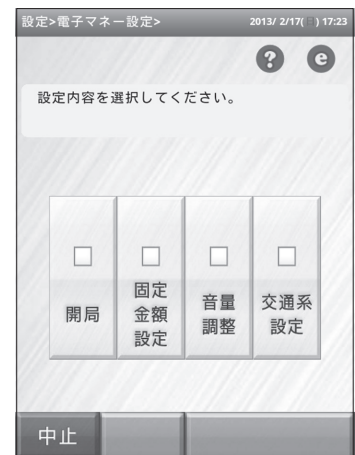 設定>電子マネー設定> 2013/ 2/17(日) 17:23
? e
設定内容を選択してください。
開局
固定
金額
設定
音量
調整
交通系
設定
中止